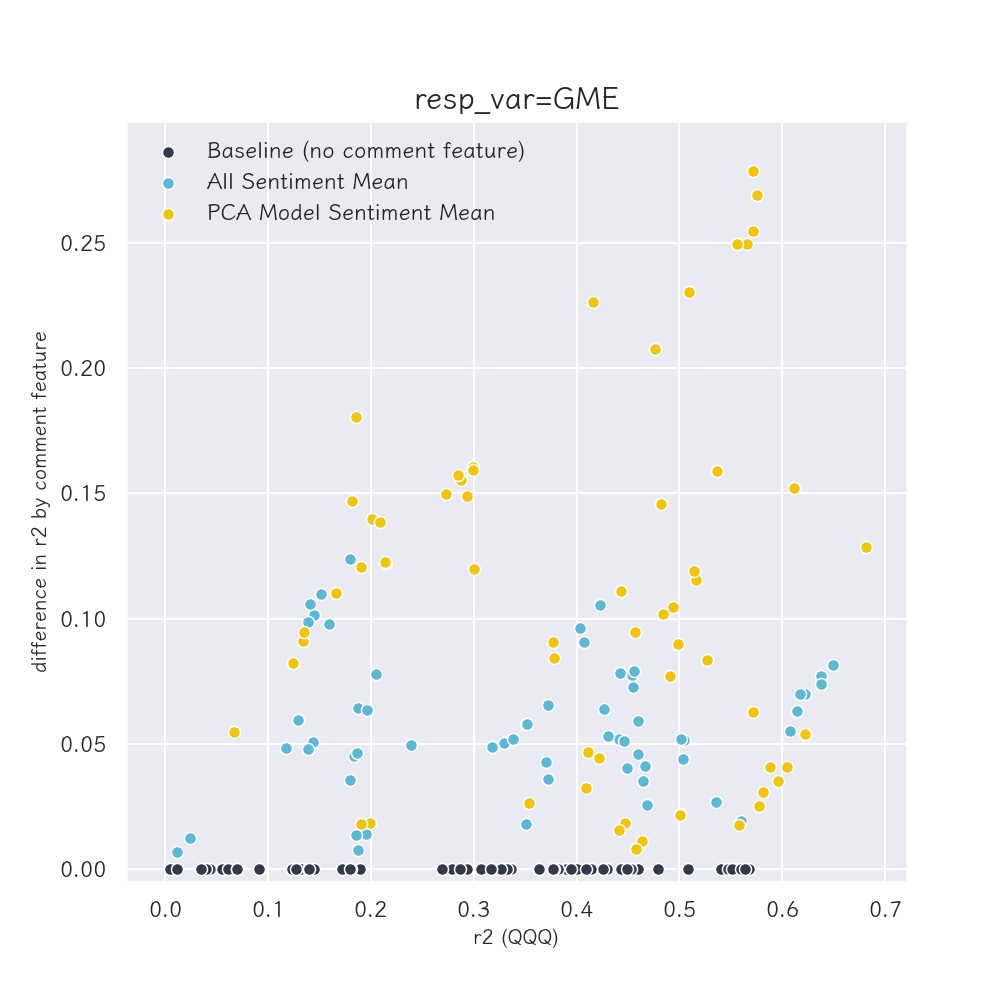 resp_var=GME
Baseline (no comment feature)
All Sentiment Mean
PCA Model Sentiment Mean
difference in r2 by comment feature
0.25
0.20
0.15
0.10
0.05
0.00
0.0 0.1 0.2 0.3 0.4 0.5 0.6 0.7
r2 (QQQ)